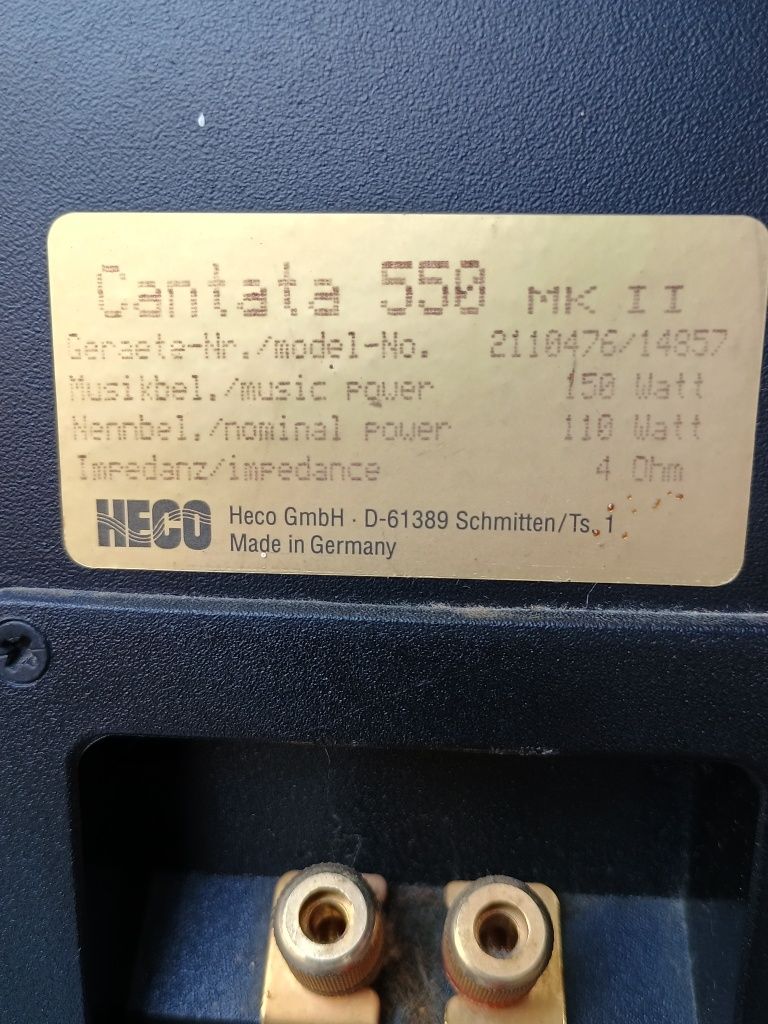 Cantata 550 MK II
Geraete-Nr./model-No. 2110476/14857
Musikbel./music power 150 Watt
Nennbel./nominal power 110 Watt
Impedanz/impedance 4 Ohm
HECO Heco GmbH · D-61389 Schmitten/Ts. 1
Made in Germany